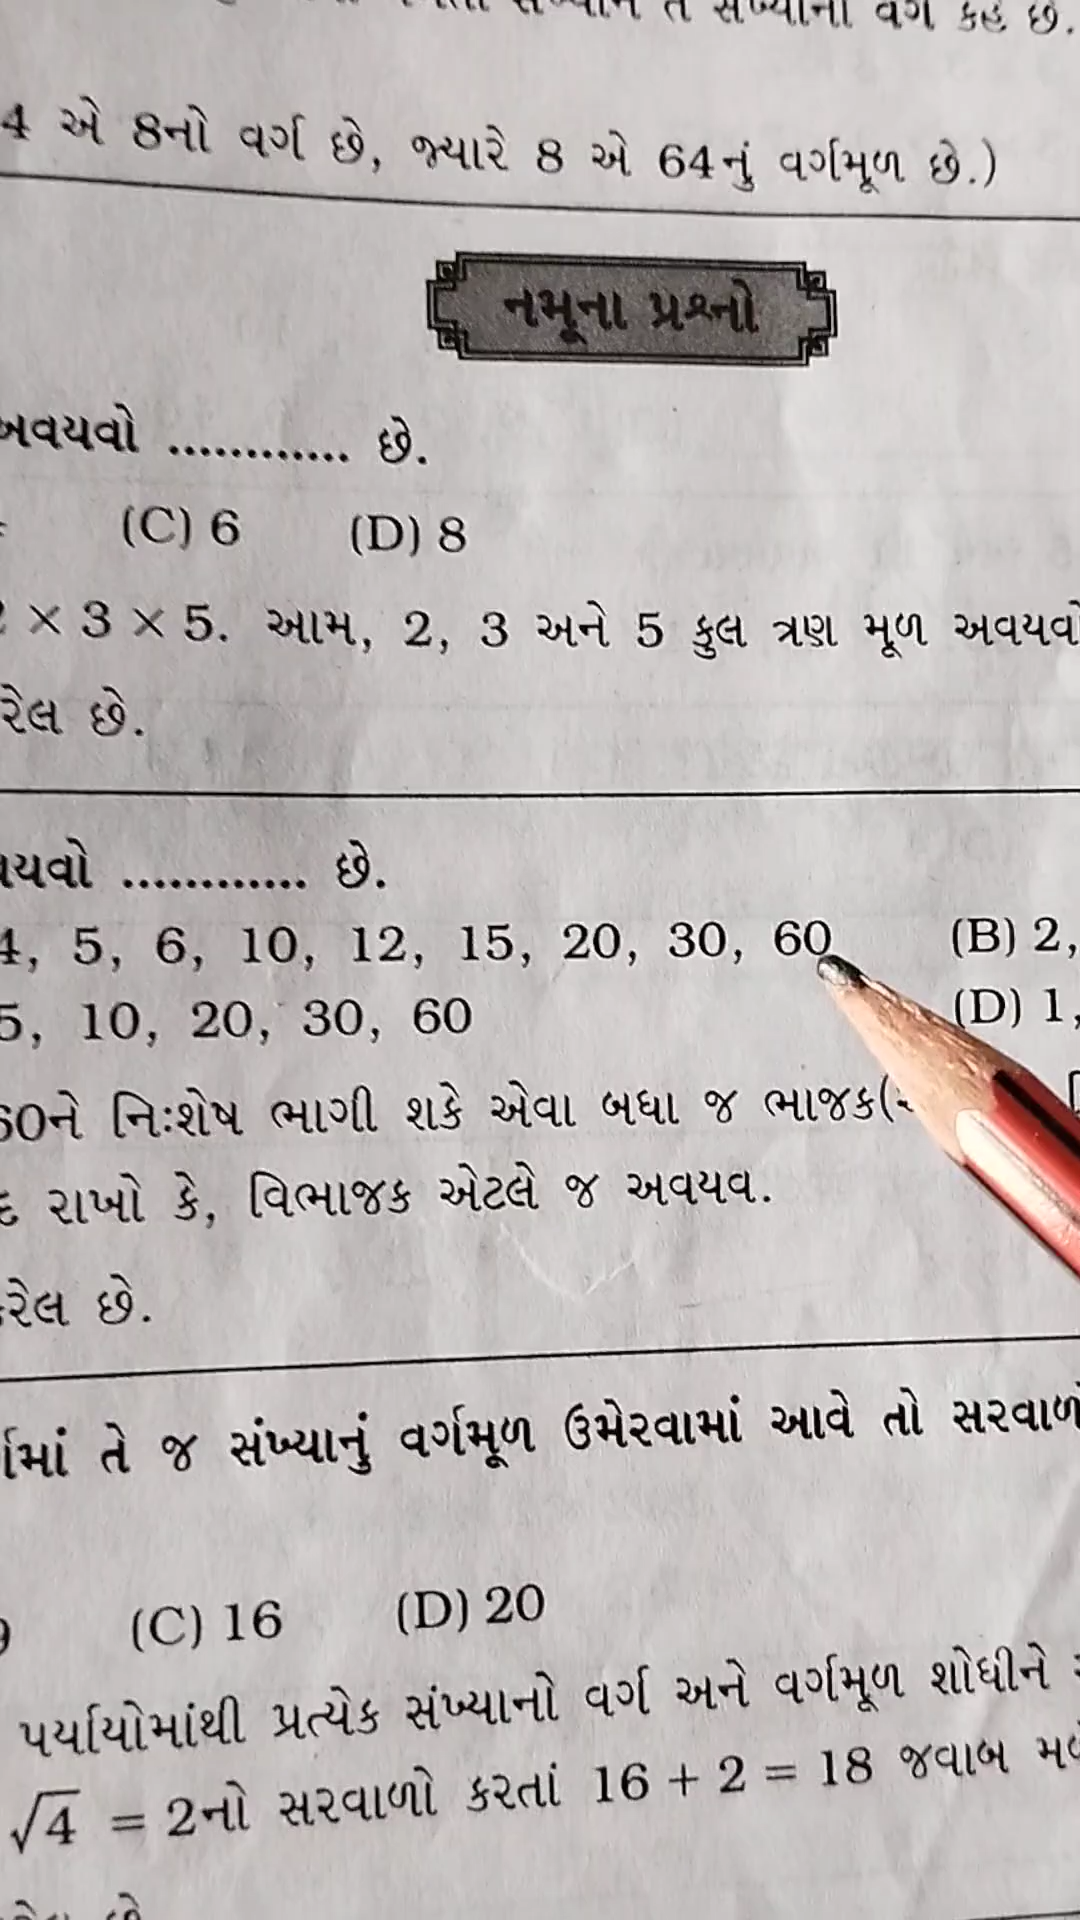 સંખ્યાનો વર્ગ કહે છે.
4 એ 8નો વર્ગ છે, જ્યારે 8 એ 64નું વર્ગમૂળ છે.)
નમૂના પ્રશ્નો
અવયવો ............ છે.
(C) 6 (D) 8
× 3 × 5. આમ, 2, 3 અને 5 કુલ ત્રણ મૂળ અવયવો
રેલ છે.
યવો ............ છે.
4, 5, 6, 10, 12, 15, 20, 30, 60 (B) 2,
5, 10, 20, 30, 60 (D) 1,
60ને નિઃશેષ ભાગી શકે એવા બધા જ ભાજક(
રાખો કે, વિભાજક એટલે જ અવયવ.
રેલ છે.
ર્ગમાં તે જ સંખ્યાનું વર્ગમૂળ ઉમેરવામાં આવે તો સરવાળો
(C) 16 (D) 20
પર્યાયોમાંથી પ્રત્યેક સંખ્યાનો વર્ગ અને વર્ગમૂળ શોધીને
√4 = 2નો સરવાળો કરતાં 16 + 2 = 18 જવાબ